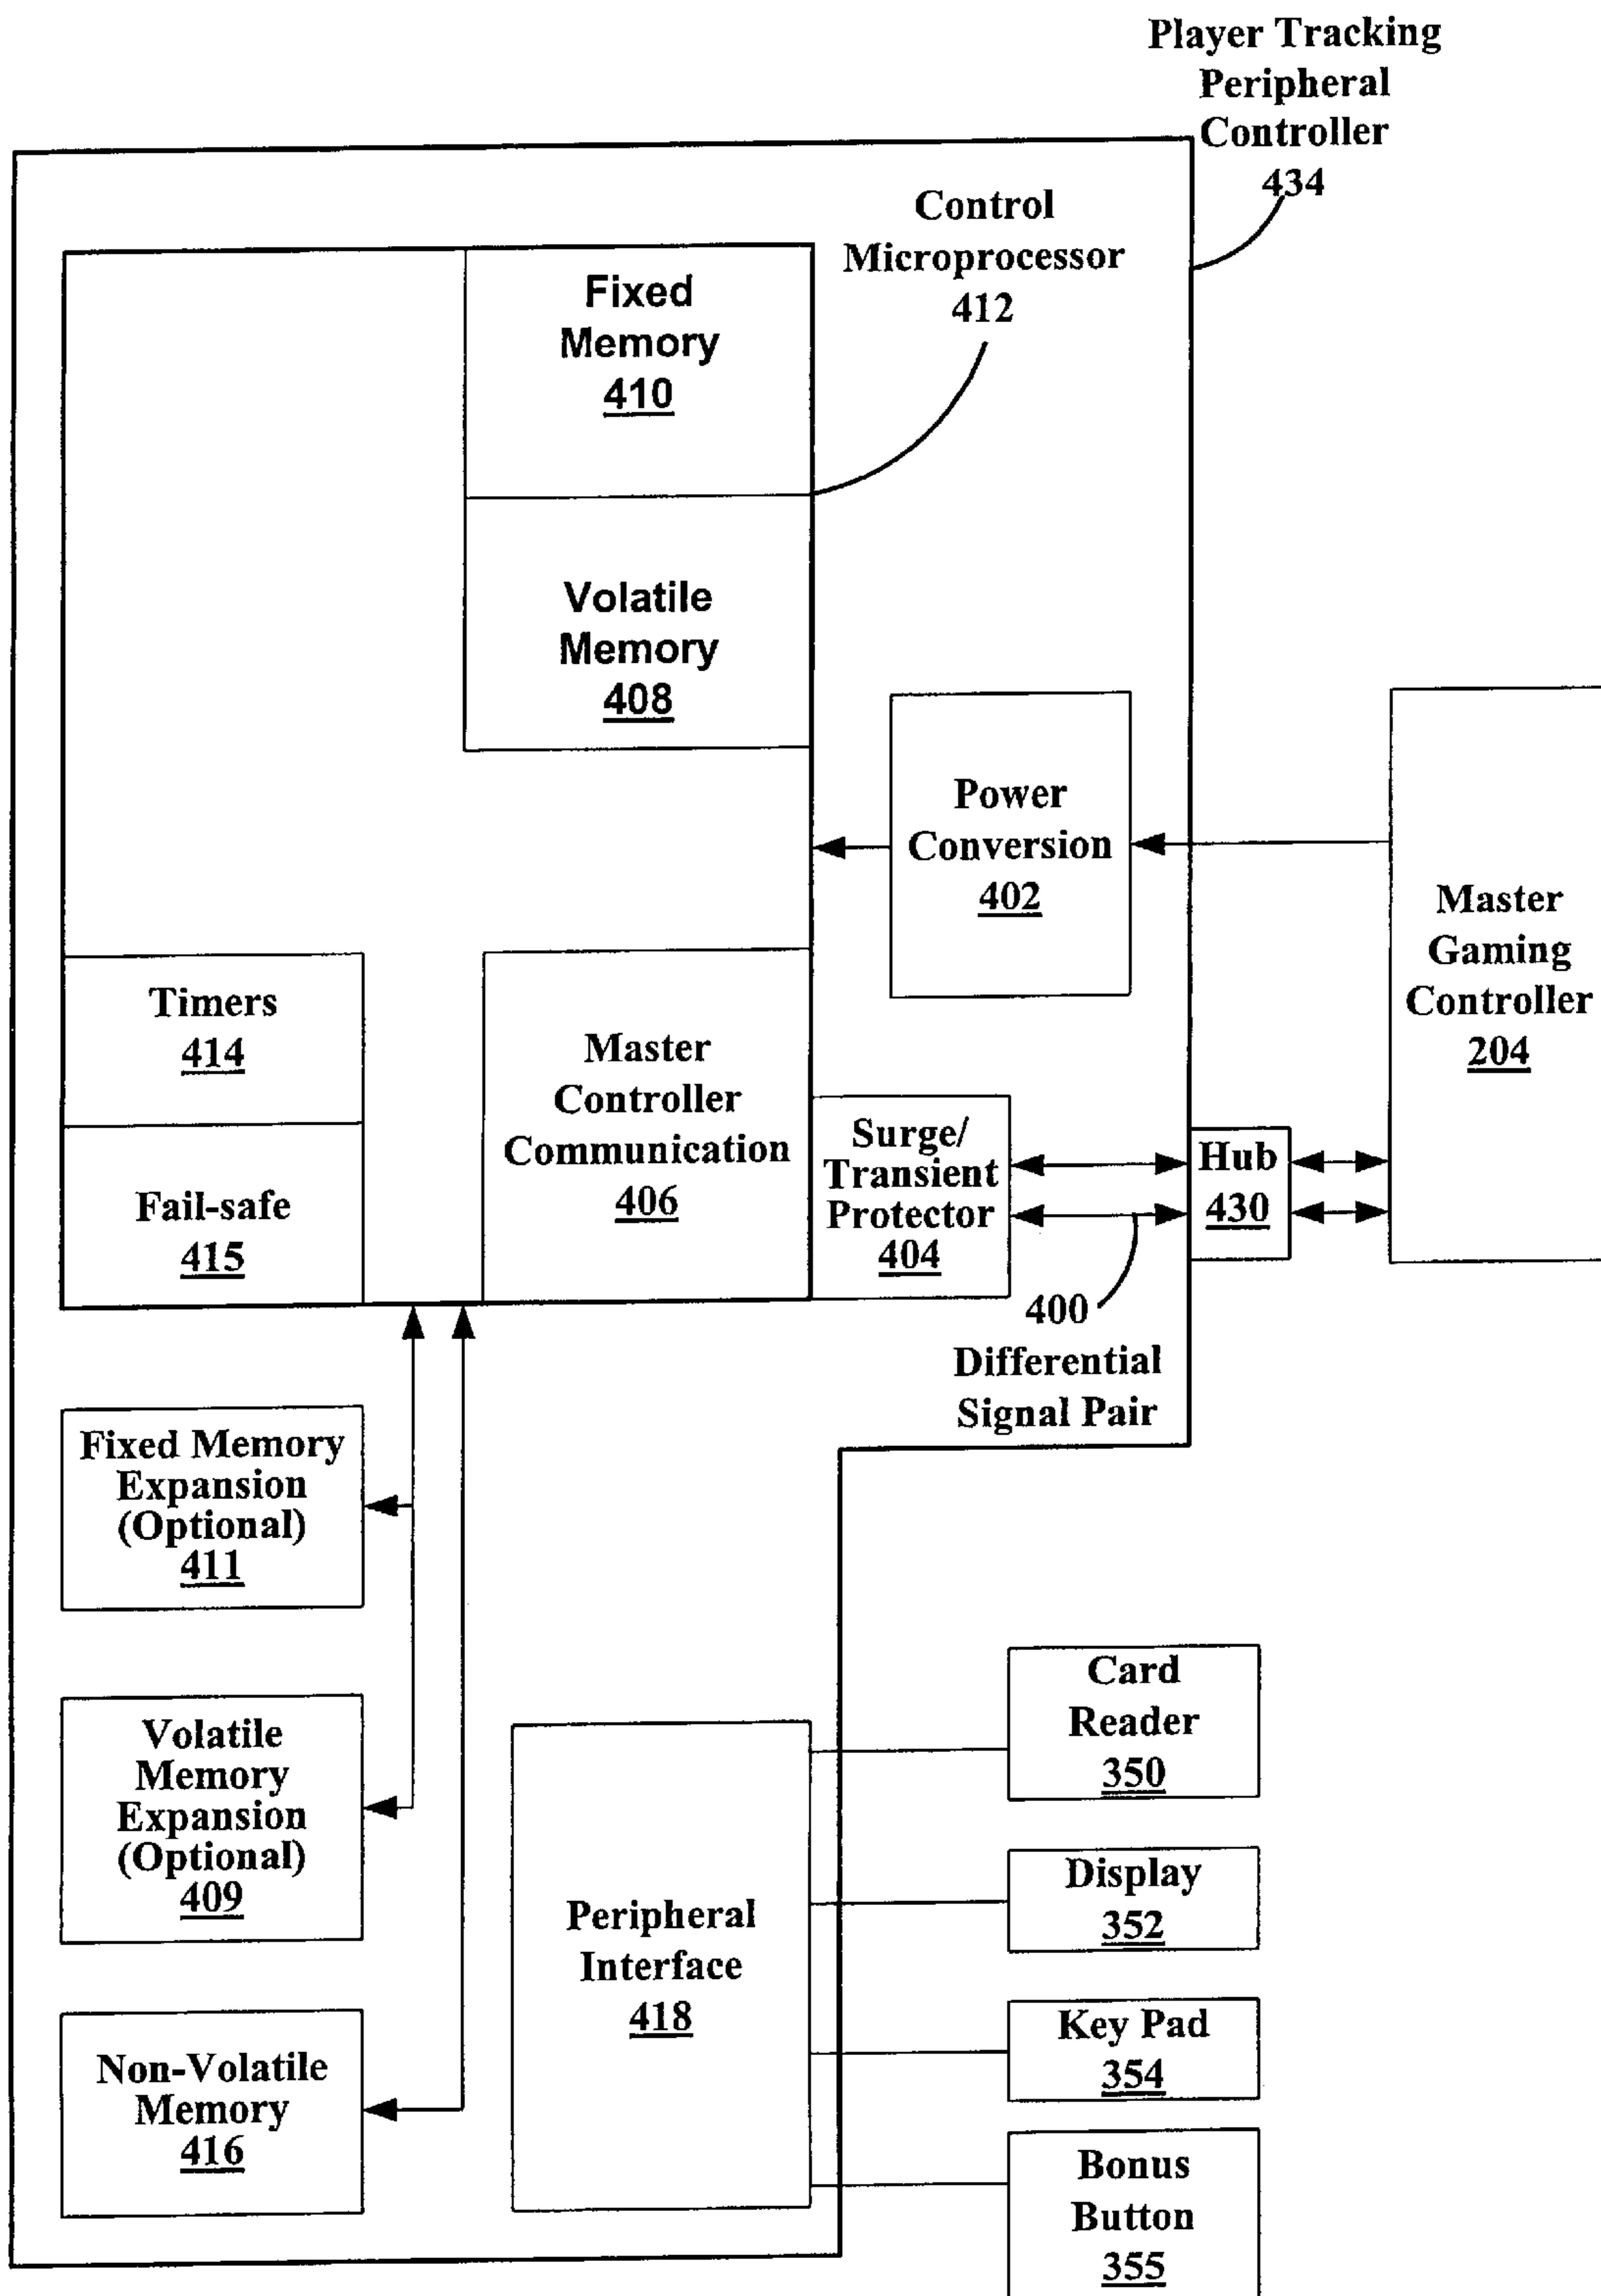 Player Tracking
Peripheral
Controller
434
Control
Microprocessor
412
Fixed
Memory
410
Volatile
Memory
408
Power
Conversion
402
Master
Gaming
Controller
204
Timers
414
Fail-safe
415
Master
Controller
Communication
406
Surge/
Transient
Protector
404
Hub
430
400
Differential
Signal Pair
Fixed Memory
Expansion
(Optional)
411
Volatile
Memory
Expansion
(Optional)
409
Non-Volatile
Memory
416
Peripheral
Interface
418
Card
Reader
350
Display
352
Key Pad
354
Bonus
Button
355